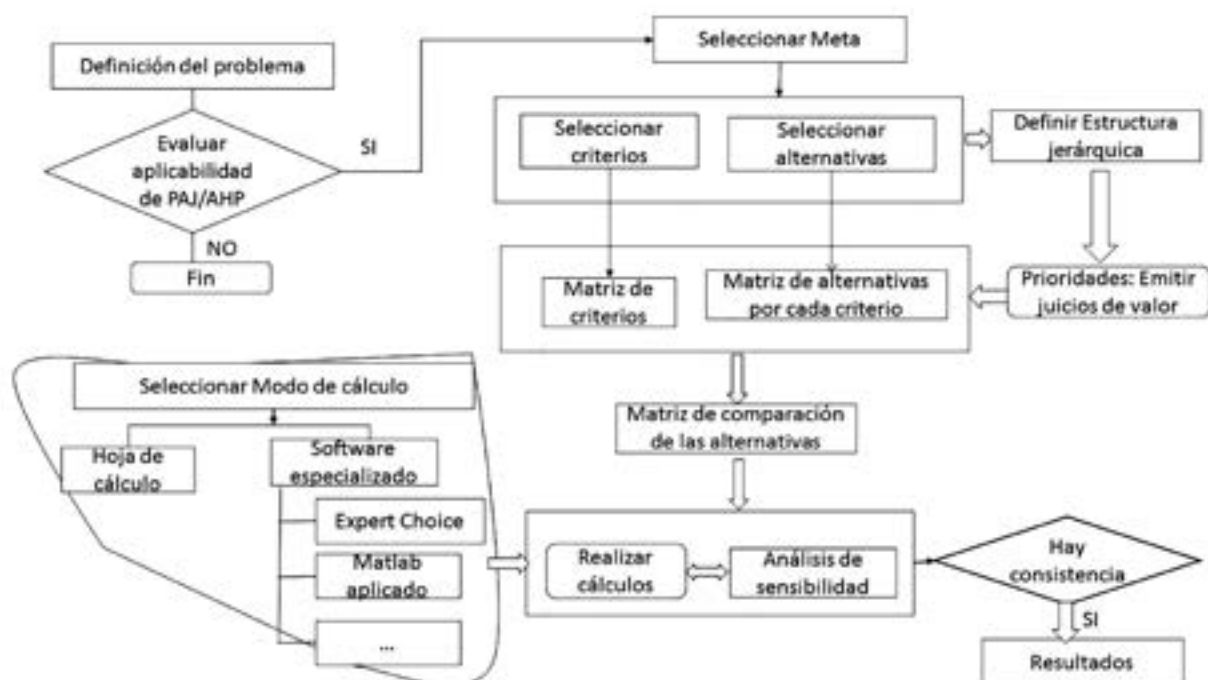 Definición del problema
Evaluar
aplicabilidad
de PAJ/AHP
SI
NO
Fin
Seleccionar Meta
Seleccionar
criterios
Seleccionar
alternativas
Definir Estructura
jerárquica
Matriz de
criterios
Matriz de alternativas
por cada criterio
Prioridades: Emitir
juicios de valor
Matriz de comparación
de las alternativas
Seleccionar Modo de cálculo
Hoja de
cálculo
Software
especializado
Expert Choice
Matlab
aplicado
...
Realizar
cálculos
Análisis de
sensibilidad
Hay
consistencia
SI
Resultados